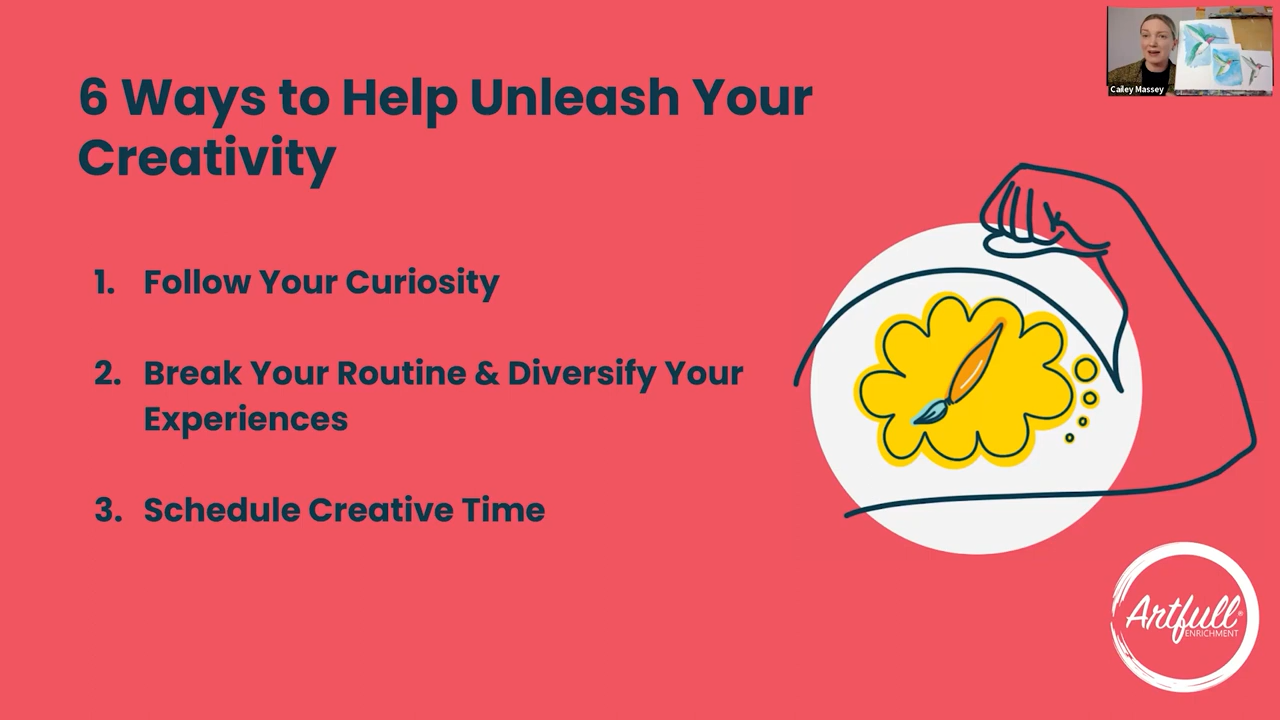 Cailey Massey
6 Ways to Help Unleash Your
Creativity
1. Follow Your Curiosity
2. Break Your Routine & Diversify Your
Experiences
3. Schedule Creative Time
Artfull®
ENRICHMENT